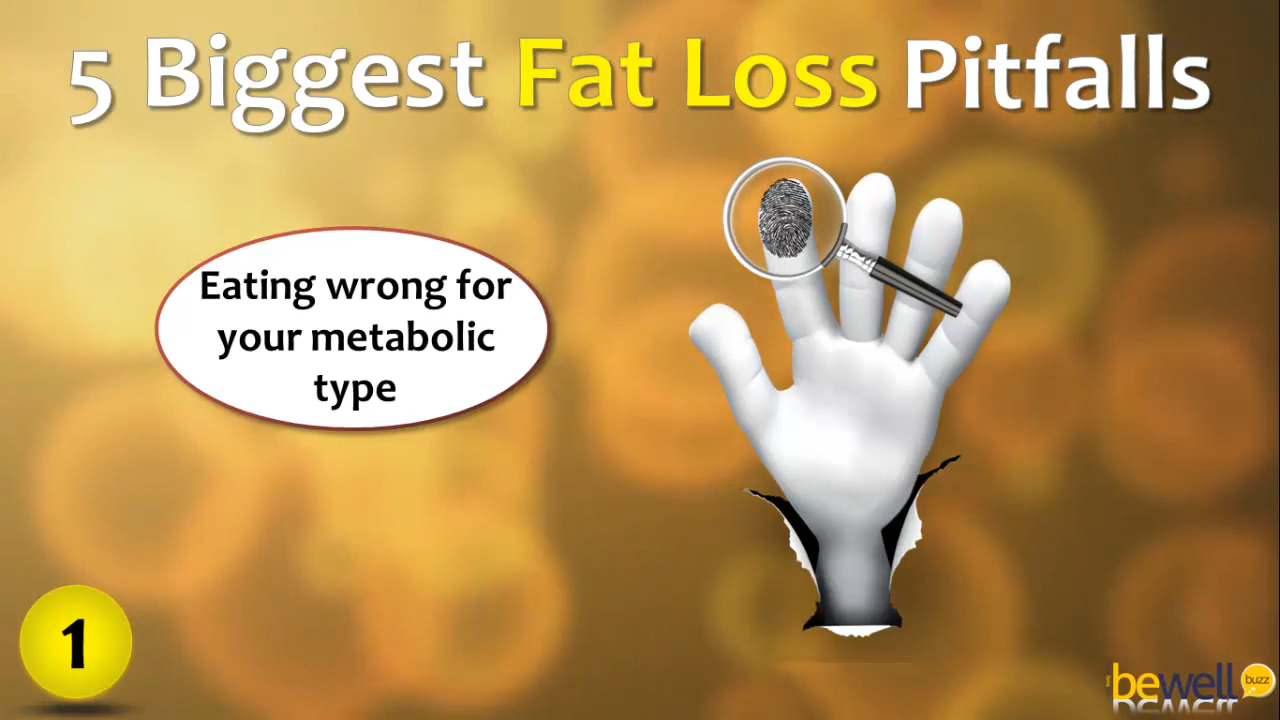 5 Biggest Fat Loss Pitfalls
Eating wrong for
your metabolic
type
1
bewell buzz